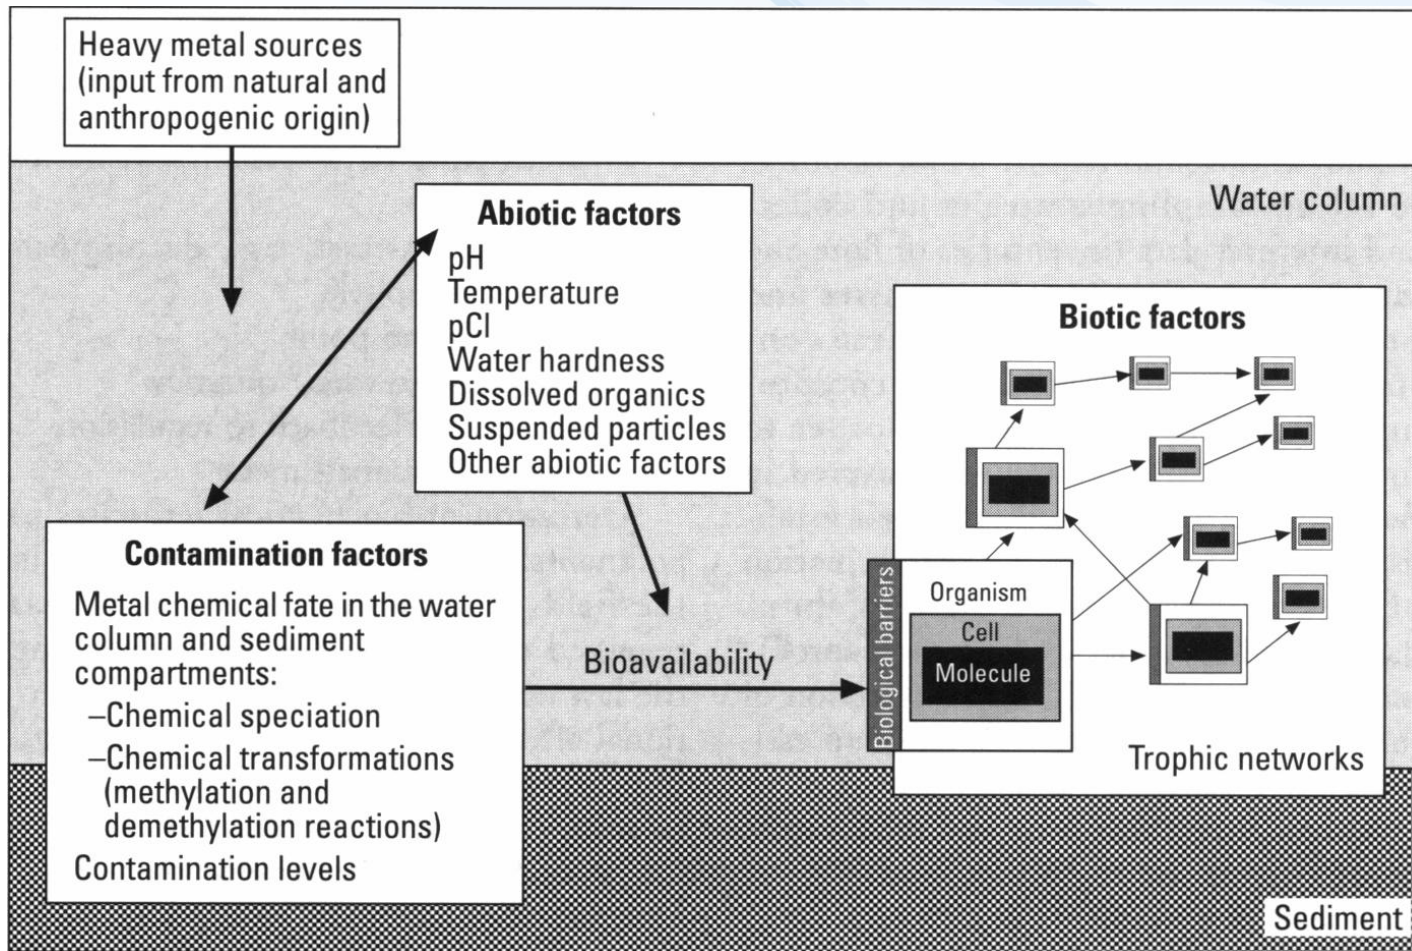 Heavy metal sources
(input from natural and
anthropogenic origin)
Water column
Abiotic factors
pH
Temperature
pCl
Water hardness
Dissolved organics
Suspended particles
Other abiotic factors
Contamination factors
Metal chemical fate in the water
column and sediment
compartments:
–Chemical speciation
–Chemical transformations
(methylation and
demethylation reactions)
Contamination levels
Bioavailability
Biotic factors
Biological barriers
Organism
Cell
Molecule
Trophic networks
Sediment